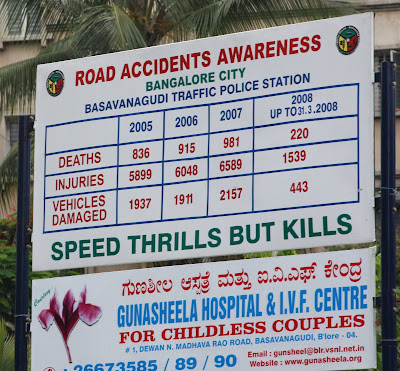 ROAD ACCIDENTS AWARENESS
BANGALORE CITY
BASAVANAGUDI TRAFFIC POLICE STATION
2005 2006 2007 2008 UP TO 31.3.2008
DEATHS 836 915 981 220
INJURIES 5899 6048 6589 1539
VEHICLES DAMAGED 1937 1911 2157 443
SPEED THRILLS BUT KILLS
ಗುಣಶೀಲ ಆಸ್ಪತ್ರೆ ಮತ್ತು ಐ.ವಿ.ಎಫ್ ಕೇಂದ್ರ
GUNASHEELA HOSPITAL & I.V.F. CENTRE
FOR CHILDLESS COUPLES
# 1, DEWAN N. MADHAVA RAO ROAD, BASAVANAGUDI, B'lore - 04.
Email : gunsheel@blr.vsnl.net.in
26673585 / 89 / 90
Website : www.gunasheela.org